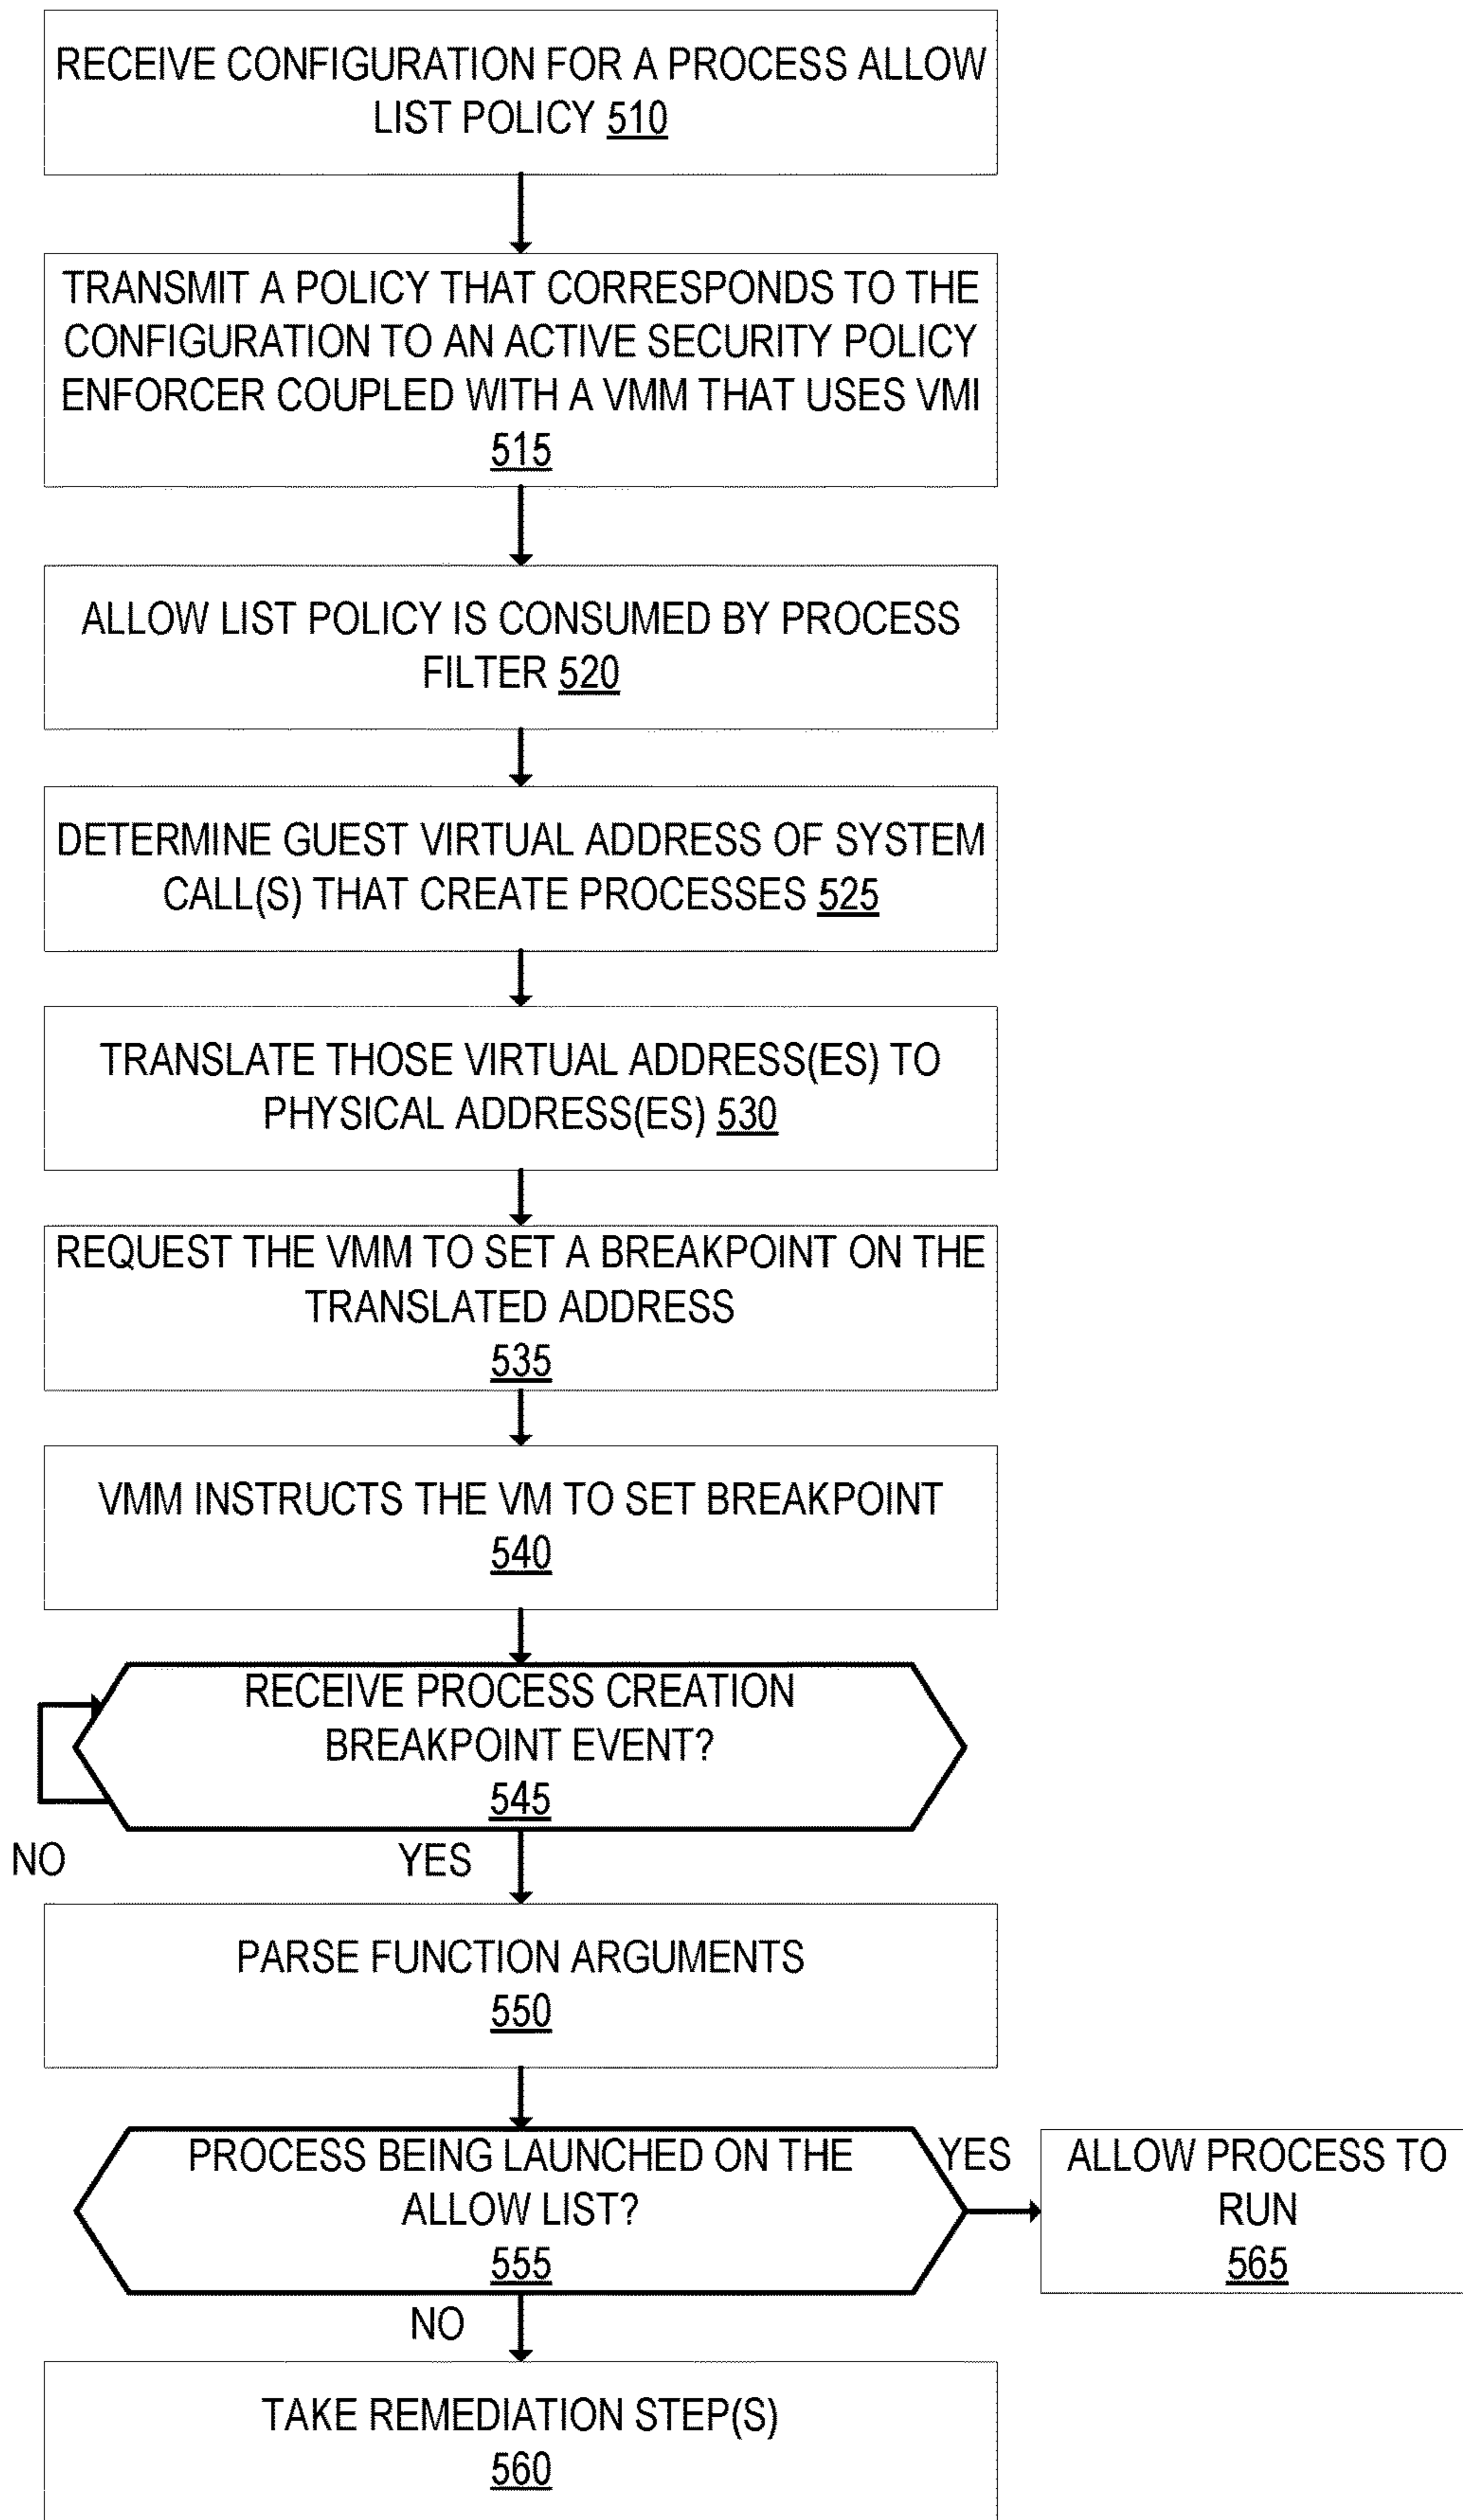 RECEIVE CONFIGURATION FOR A PROCESS ALLOW
LIST POLICY 510
TRANSMIT A POLICY THAT CORRESPONDS TO THE
CONFIGURATION TO AN ACTIVE SECURITY POLICY
ENFORCER COUPLED WITH A VMM THAT USES VMI
515
ALLOW LIST POLICY IS CONSUMED BY PROCESS
FILTER 520
DETERMINE GUEST VIRTUAL ADDRESS OF SYSTEM
CALL(S) THAT CREATE PROCESSES 525
TRANSLATE THOSE VIRTUAL ADDRESS(ES) TO
PHYSICAL ADDRESS(ES) 530
REQUEST THE VMM TO SET A BREAKPOINT ON THE
TRANSLATED ADDRESS
535
VMM INSTRUCTS THE VM TO SET BREAKPOINT
540
RECEIVE PROCESS CREATION
BREAKPOINT EVENT?
545
NO
YES
PARSE FUNCTION ARGUMENTS
550
PROCESS BEING LAUNCHED ON THE
ALLOW LIST?
555
YES
ALLOW PROCESS TO
RUN
565
NO
TAKE REMEDIATION STEP(S)
560